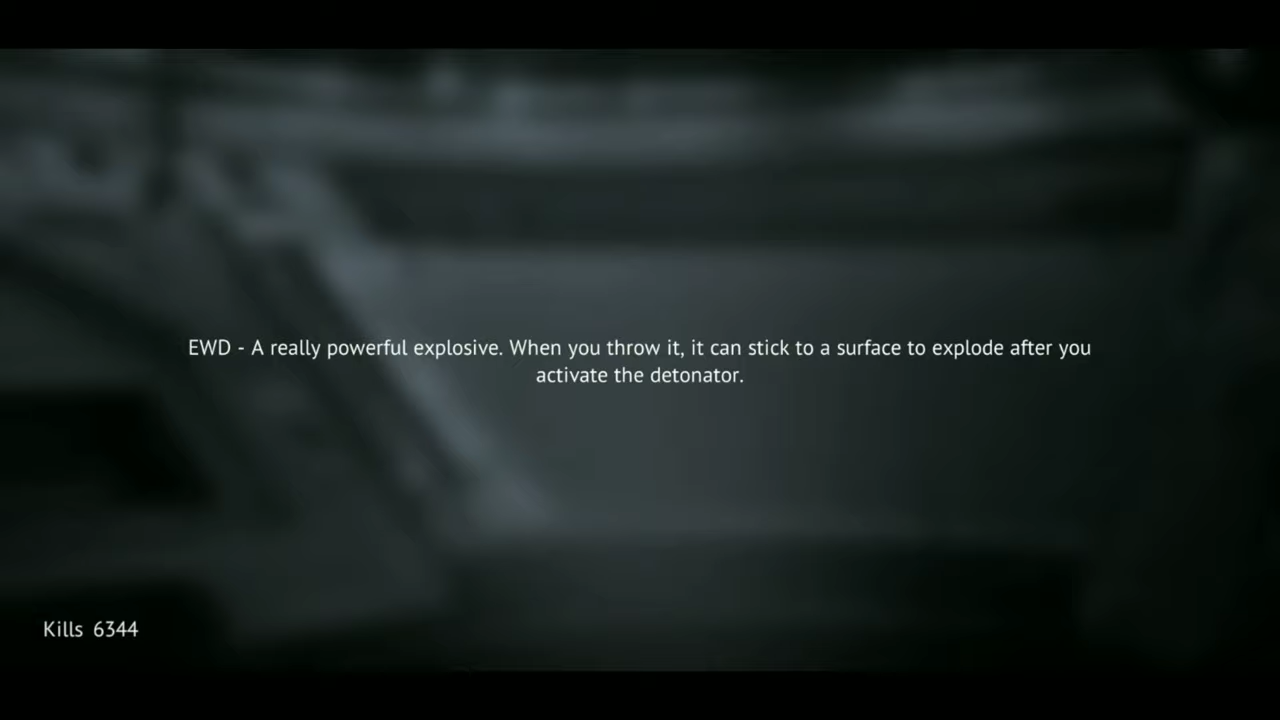 EWD - A really powerful explosive. When you throw it, it can stick to a surface to explode after you
activate the detonator.
Kills 6344